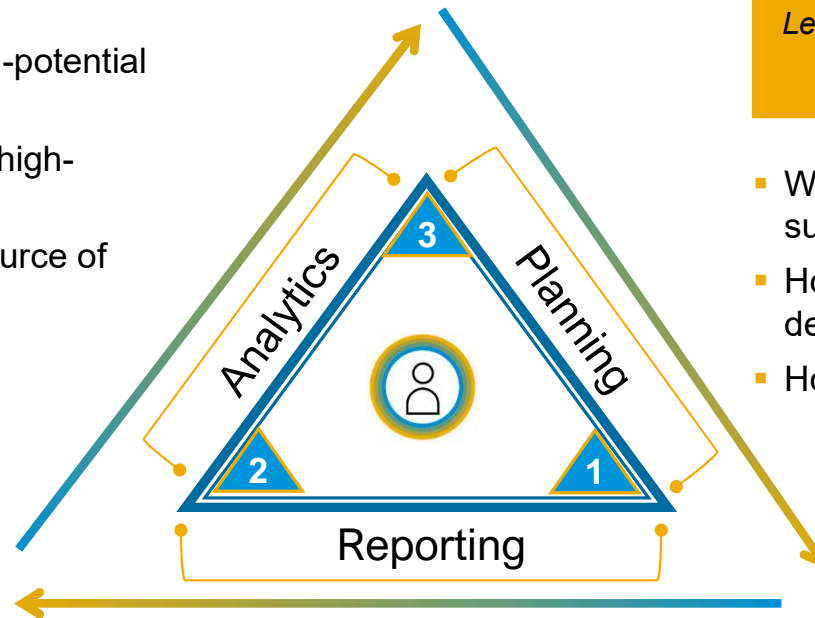 -potential
high-
urce of
Le
W
su
Ho
de
Ho
3
Analytics
Planning
2
1
Reporting